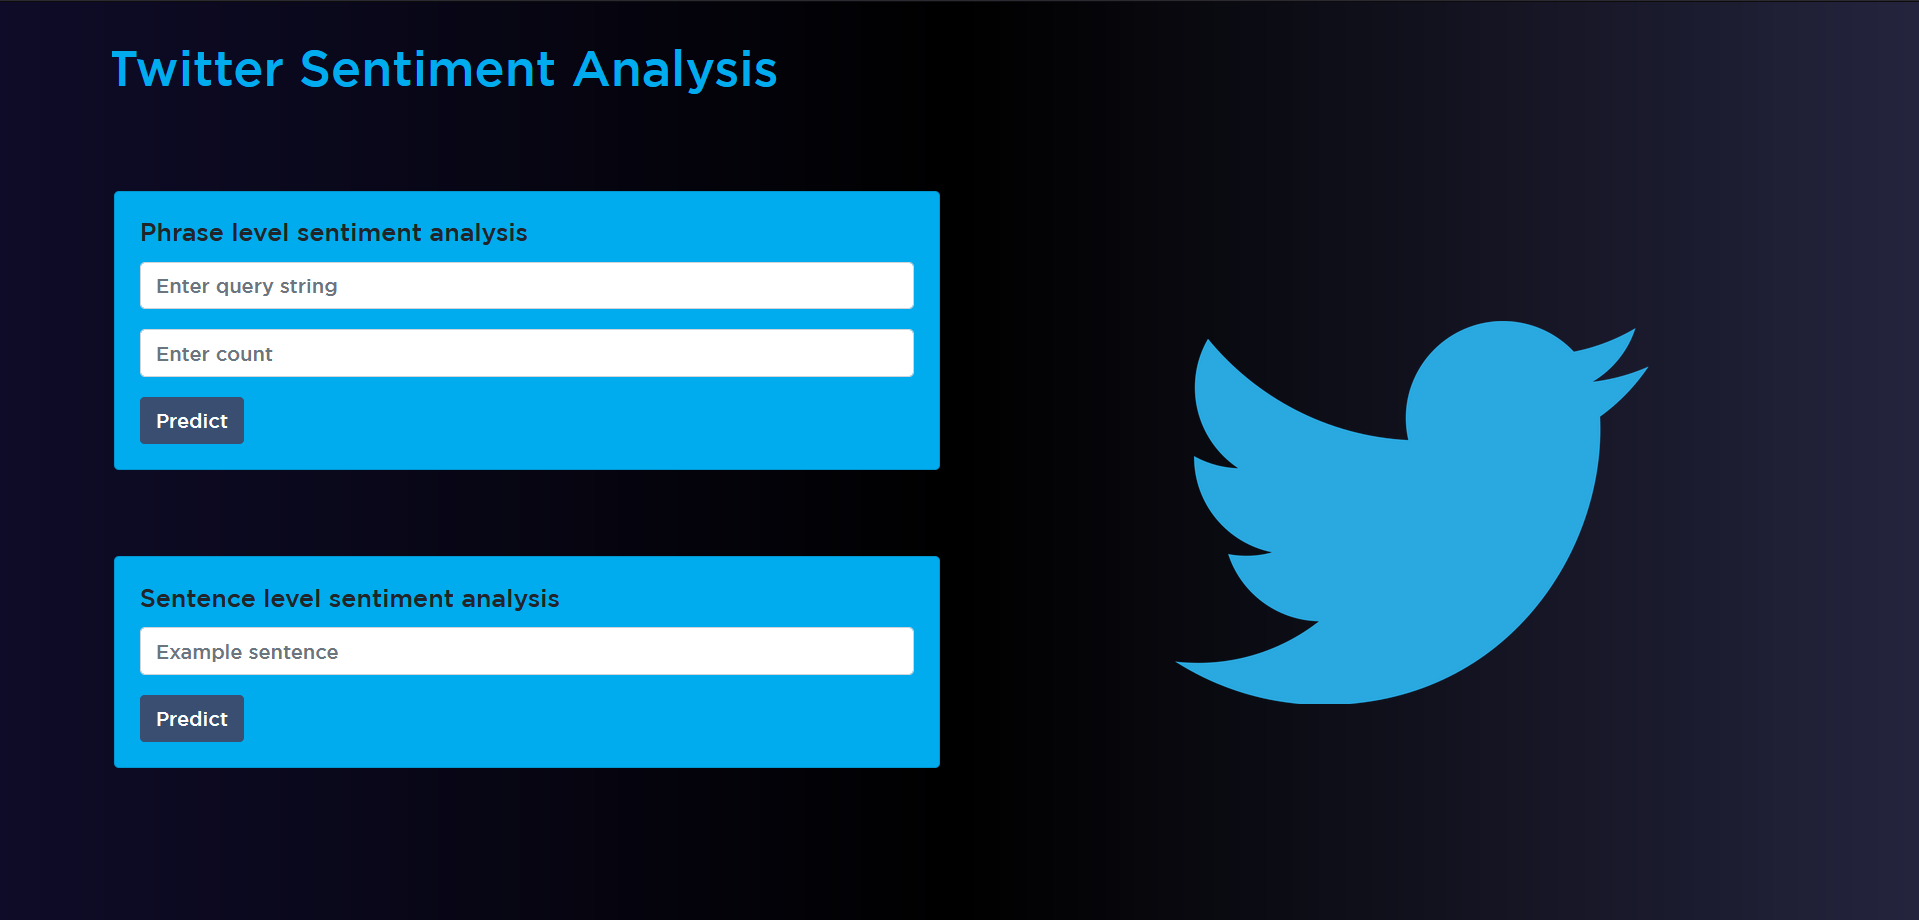 Twitter Sentiment Analysis
Phrase level sentiment analysis
Enter query string
Enter count
Predict
Sentence level sentiment analysis
Example sentence
Predict